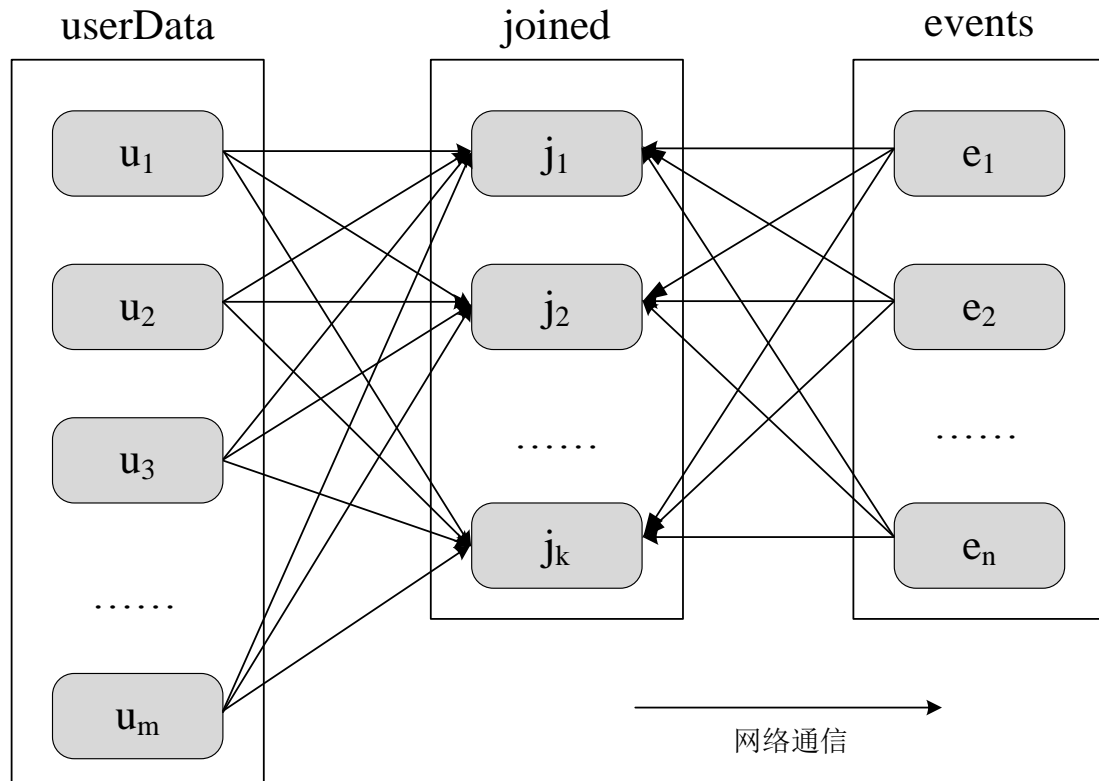 userData joined events
u₁ j₁ e₁
u₂ j₂ e₂
u₃
…… ……
jₖ eₙ
……
uₘ
网络通信